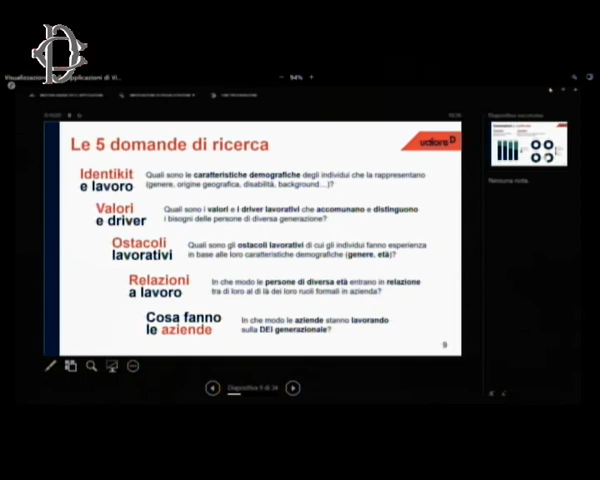 94%
Le 5 domande di ricerca
valore D
Identikit
e lavoro
Quali sono le caratteristiche demografiche degli individui che la rappresentano
(genere, origine geografica, disabilità, background…)?
Valori
e driver
Quali sono i valori e i driver lavorativi che accomunano e distinguono
i bisogni delle persone di diversa generazione?
Ostacoli
lavorativi
Quali sono gli ostacoli lavorativi di cui gli individui fanno esperienza
in base alle loro caratteristiche demografiche (genere, età)?
Relazioni
a lavoro
In che modo le persone di diversa età entrano in relazione
tra di loro al di là dei loro ruoli formali in azienda?
Cosa fanno
le aziende
In che modo le aziende stanno lavorando
sulla DEI generazionale?
9
Diapositiva 9 di 34
Nessuna nota.